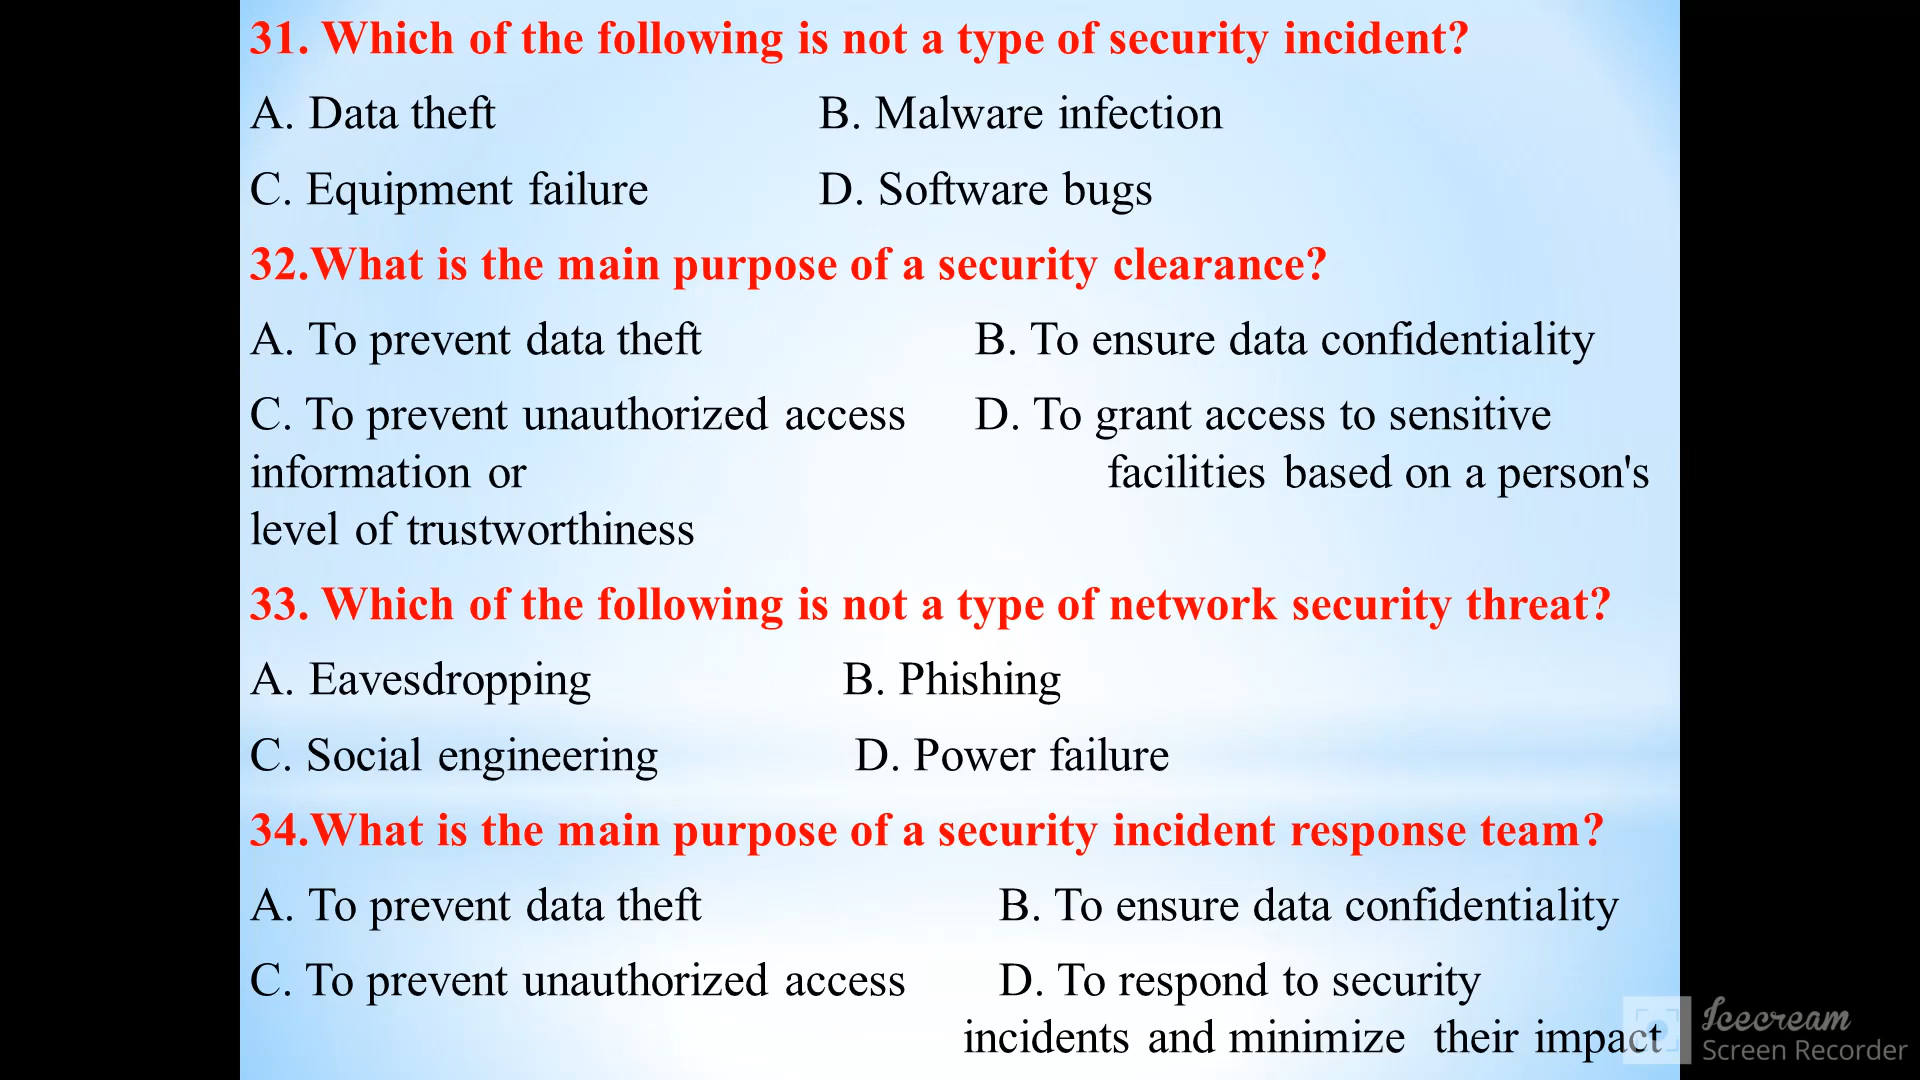 31. Which of the following is not a type of security incident?
A. Data theft B. Malware infection
C. Equipment failure D. Software bugs
32.What is the main purpose of a security clearance?
A. To prevent data theft B. To ensure data confidentiality
C. To prevent unauthorized access D. To grant access to sensitive
information or facilities based on a person's
level of trustworthiness
33. Which of the following is not a type of network security threat?
A. Eavesdropping B. Phishing
C. Social engineering D. Power failure
34.What is the main purpose of a security incident response team?
A. To prevent data theft B. To ensure data confidentiality
C. To prevent unauthorized access D. To respond to security
incidents and minimize their impact
Icecream
Screen Recorder